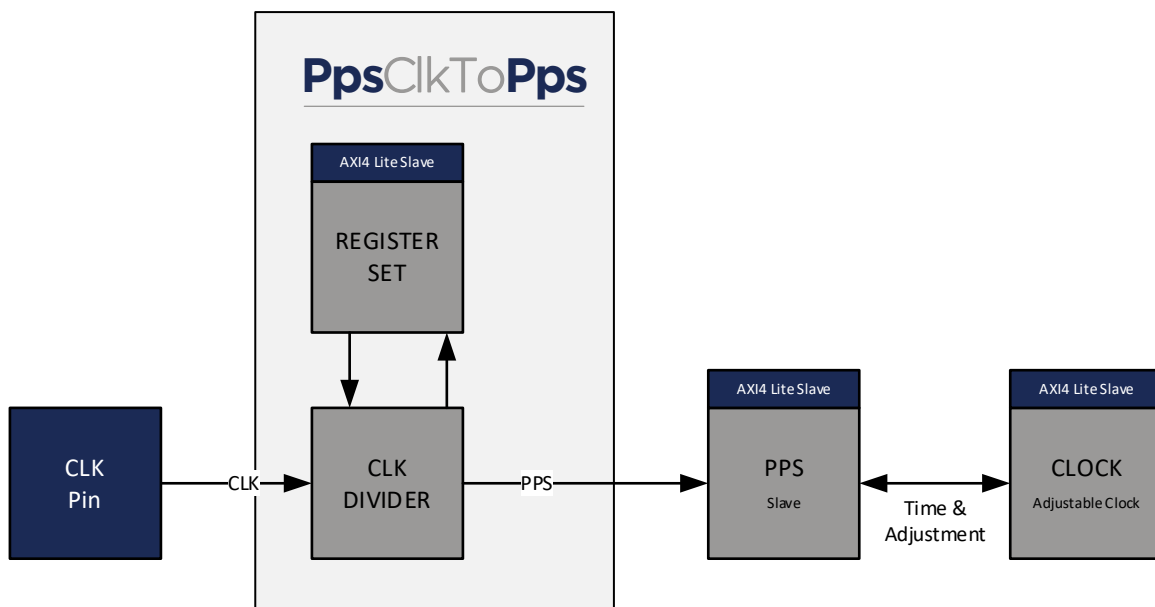 PpsClkToPps
AXI4 Lite Slave
REGISTER
SET
AXI4 Lite Slave
AXI4 Lite Slave
CLK
Pin
CLK
CLK
DIVIDER
PPS
PPS
Slave
Time &
Adjustment
CLOCK
Adjustable Clock